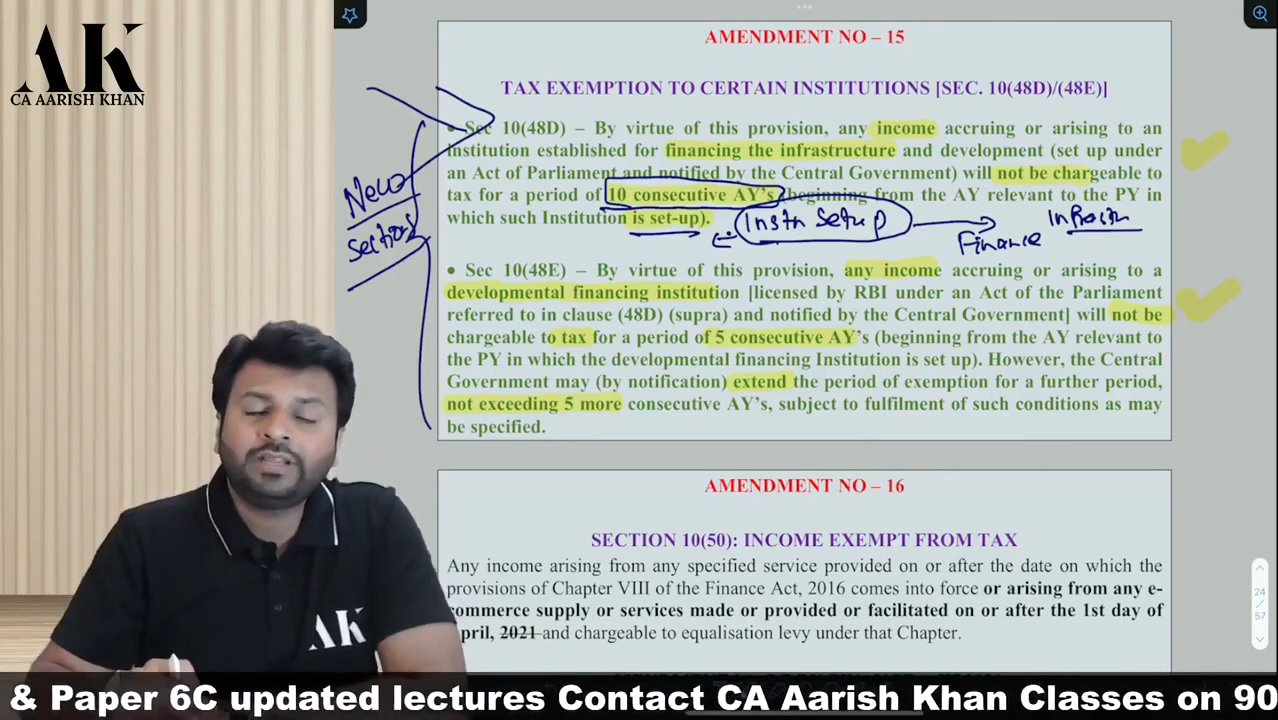 AK
CA AARISH KHAN
AMENDMENT NO – 15
TAX EXEMPTION TO CERTAIN INSTITUTIONS [SEC. 10(48D)/(48E)]
• Sec 10(48D) – By virtue of this provision, any income accruing or arising to an
institution established for financing the infrastructure and development (set up under
an Act of Parliament and notified by the Central Government) will not be chargeable to
tax for a period of 10 consecutive AY's (beginning from the AY relevant to the PY in
which such Institution is set-up).
Instn Setup
Finance
New
Sections
• Sec 10(48E) – By virtue of this provision, any income accruing or arising to a
developmental financing institution [licensed by RBI under an Act of the Parliament
referred to in clause (48D) (supra) and notified by the Central Government] will not be
chargeable to tax for a period of 5 consecutive AY's (beginning from the AY relevant to
the PY in which the developmental financing Institution is set up). However, the Central
Government may (by notification) extend the period of exemption for a further period,
not exceeding 5 more consecutive AY's, subject to fulfilment of such conditions as may
be specified.
AMENDMENT NO – 16
SECTION 10(50): INCOME EXEMPT FROM TAX
Any income arising from any specified service provided on or after the date on which the
provisions of Chapter VIII of the Finance Act, 2016 comes into force or arising from any e-
commerce supply or services made or provided or facilitated on or after the 1st day of
pril, 2021 and chargeable to equalisation levy under that Chapter.
24
/
57
AK
& Paper 6C updated lectures Contact CA Aarish Khan Classes on 90